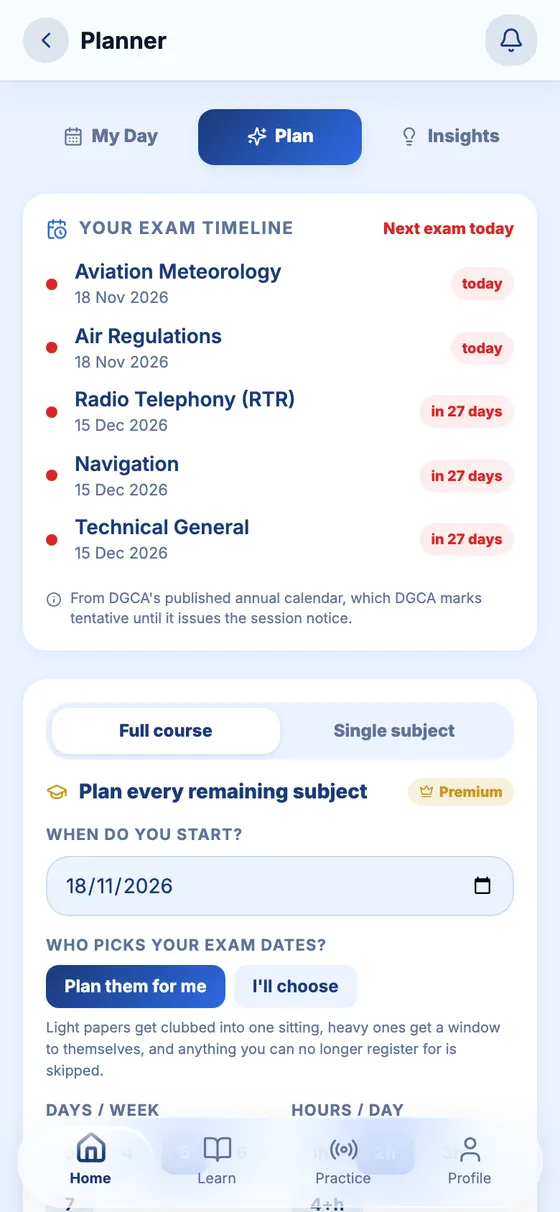 Planner
My Day
Plan
Insights
YOUR EXAM TIMELINE
Next exam today
Aviation Meteorology
18 Nov 2026
today
Air Regulations
18 Nov 2026
today
Radio Telephony (RTR)
15 Dec 2026
in 27 days
Navigation
15 Dec 2026
in 27 days
Technical General
15 Dec 2026
in 27 days
From DGCA's published annual calendar, which DGCA marks
tentative until it issues the session notice.
Full course
Single subject
Plan every remaining subject
Premium
WHEN DO YOU START?
18/11/2026
WHO PICKS YOUR EXAM DATES?
Plan them for me
I'll choose
Light papers get clubbed into one sitting, heavy ones get a window
to themselves, and anything you can no longer register for is
skipped.
DAYS / WEEK
HOURS / DAY
4
5
6
2h
7
4+h
Home
Learn
Practice
Profile